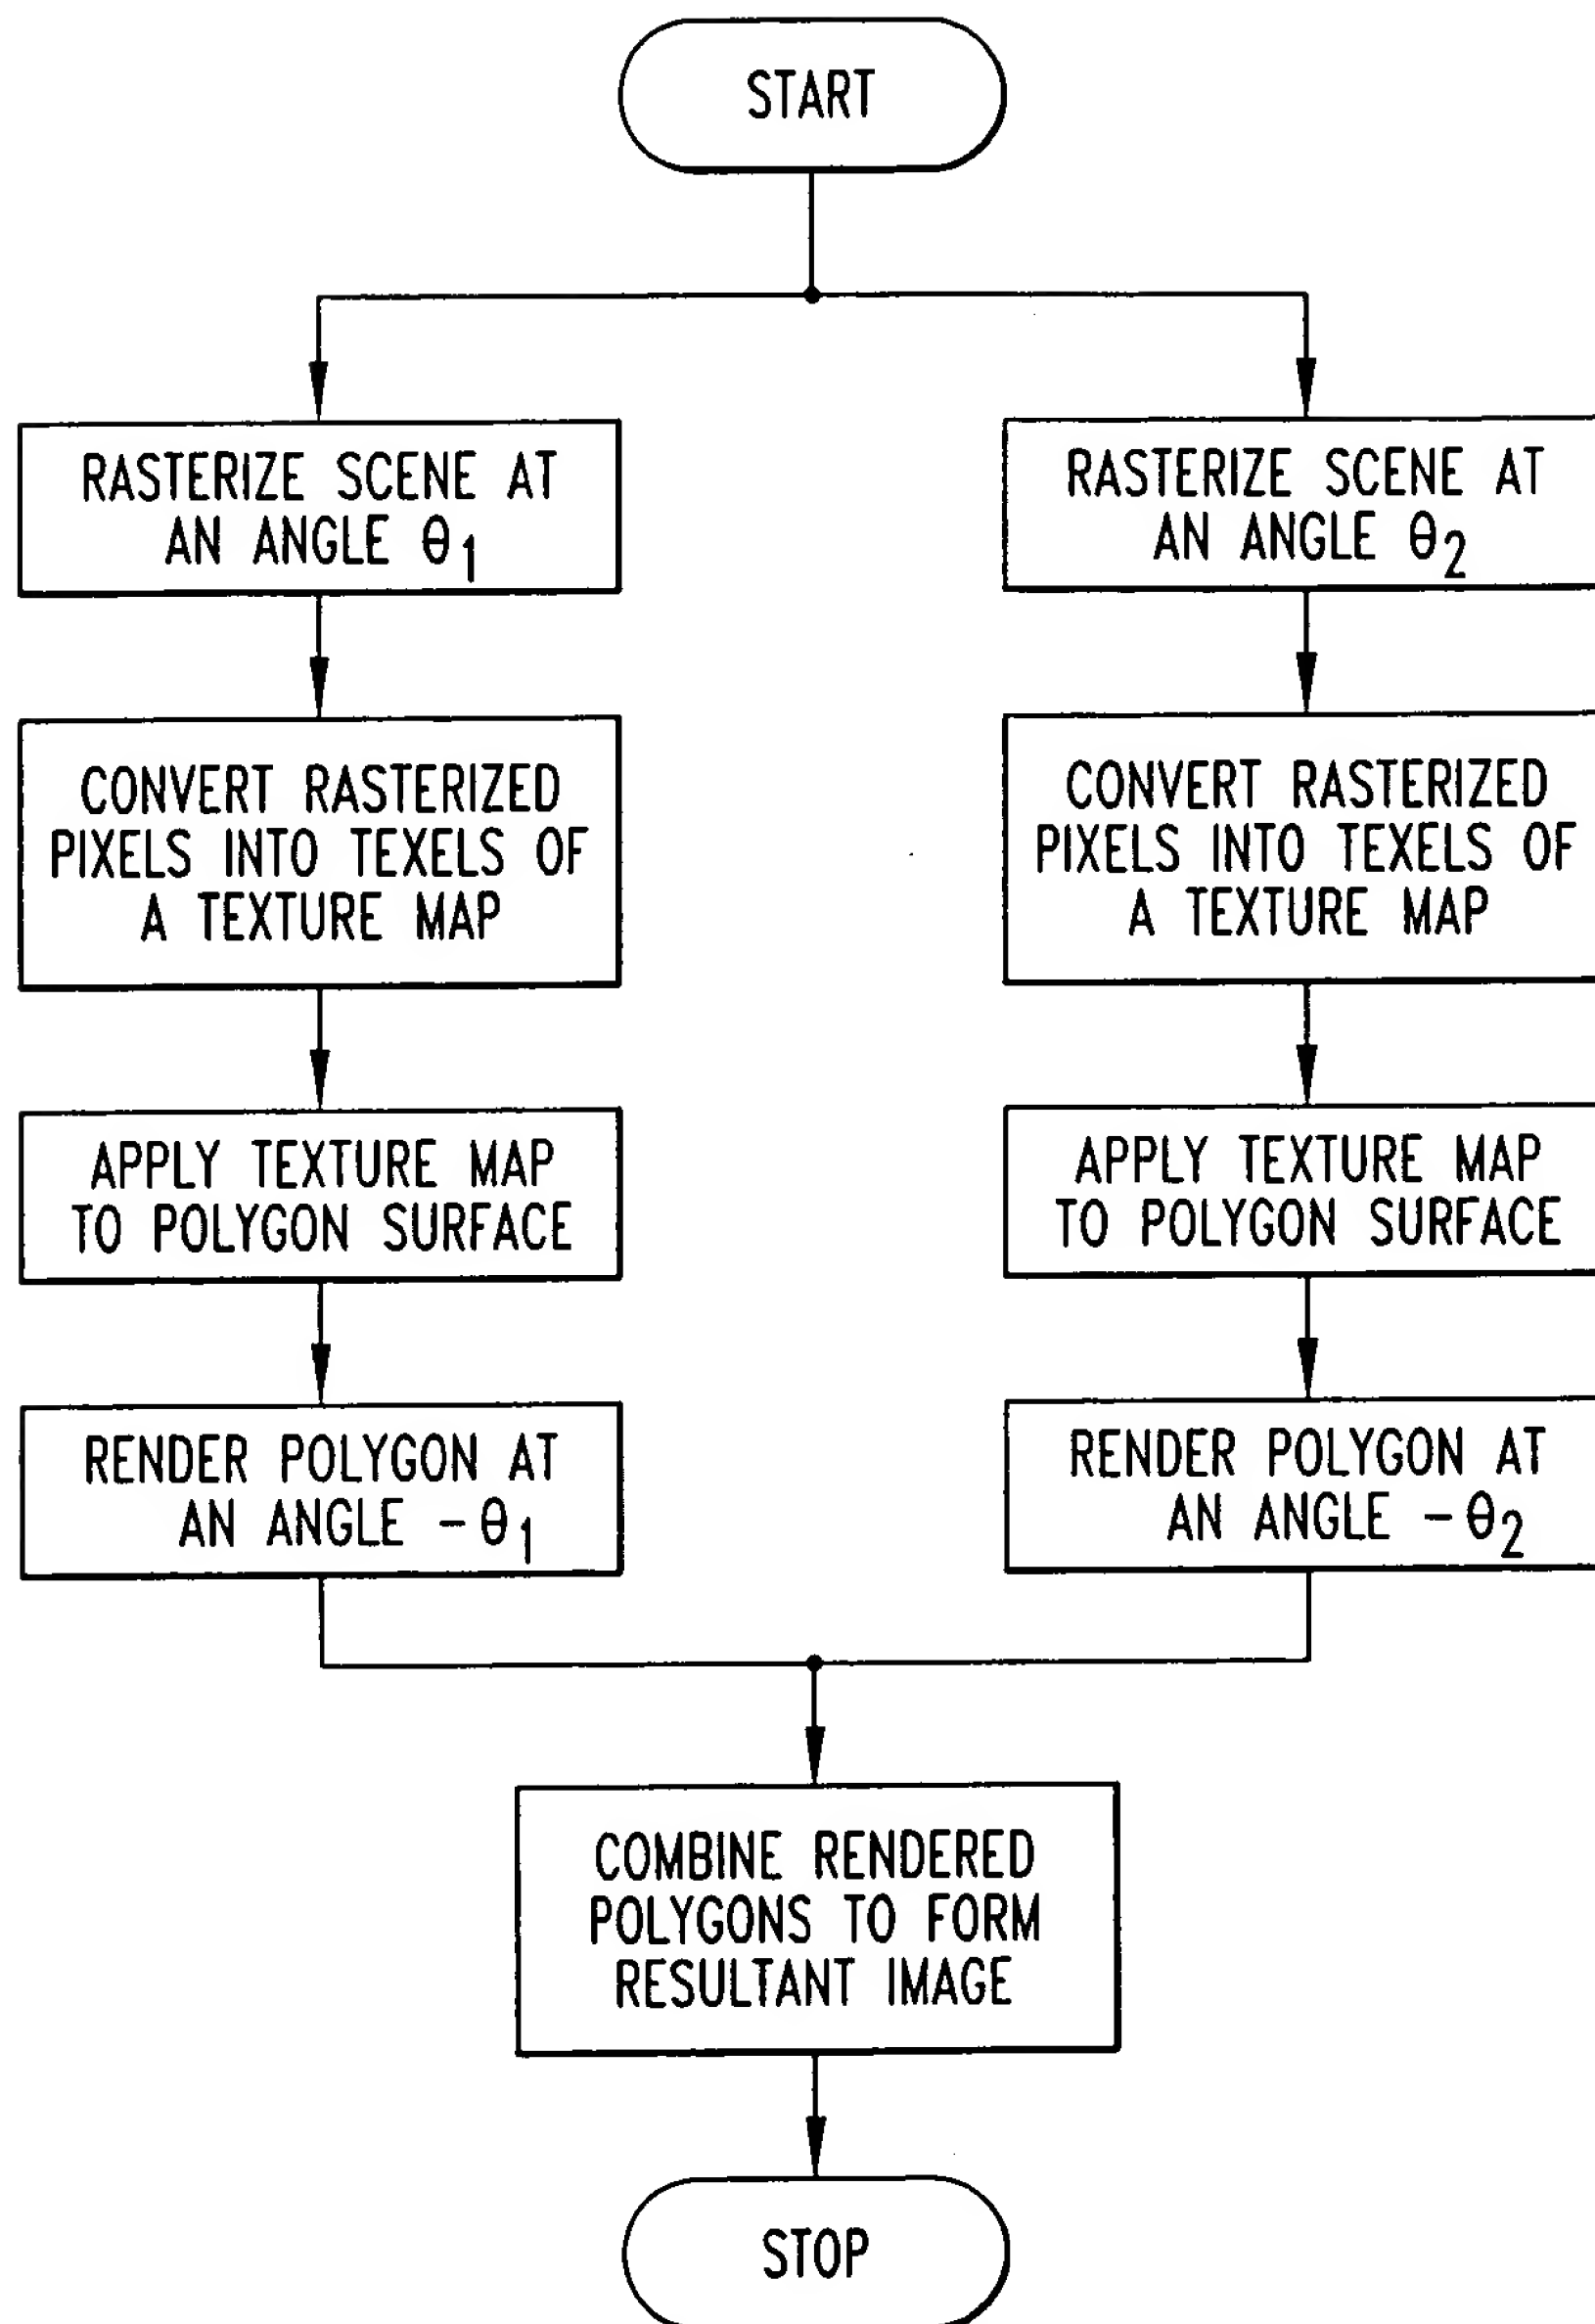 START
RASTERIZE SCENE AT
AN ANGLE θ1
CONVERT RASTERIZED
PIXELS INTO TEXELS OF
A TEXTURE MAP
APPLY TEXTURE MAP
TO POLYGON SURFACE
RENDER POLYGON AT
AN ANGLE -θ1
RASTERIZE SCENE AT
AN ANGLE θ2
CONVERT RASTERIZED
PIXELS INTO TEXELS OF
A TEXTURE MAP
APPLY TEXTURE MAP
TO POLYGON SURFACE
RENDER POLYGON AT
AN ANGLE -θ2
COMBINE RENDERED
POLYGONS TO FORM
RESULTANT IMAGE
STOP